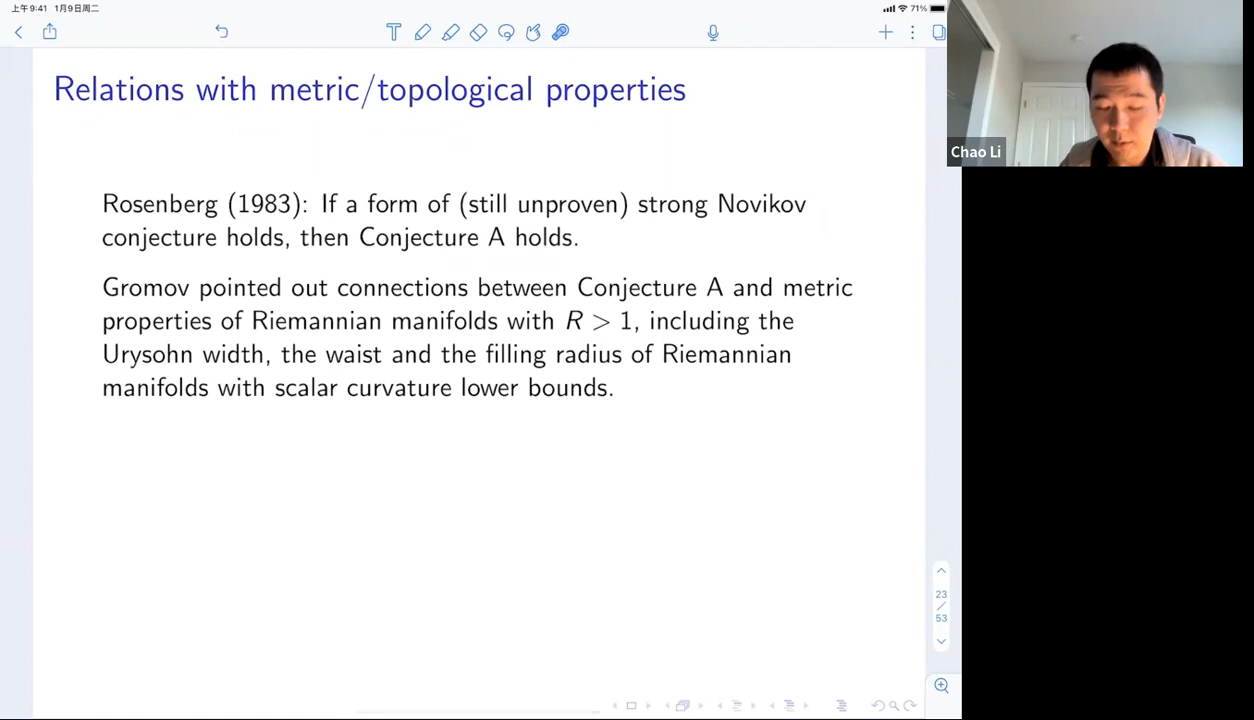 上午9:41 1月9日周二
71%
Relations with metric/topological properties
Chao Li
Rosenberg (1983): If a form of (still unproven) strong Novikov
conjecture holds, then Conjecture A holds.
Gromov pointed out connections between Conjecture A and metric
properties of Riemannian manifolds with R > 1, including the
Urysohn width, the waist and the filling radius of Riemannian
manifolds with scalar curvature lower bounds.
23
/
53